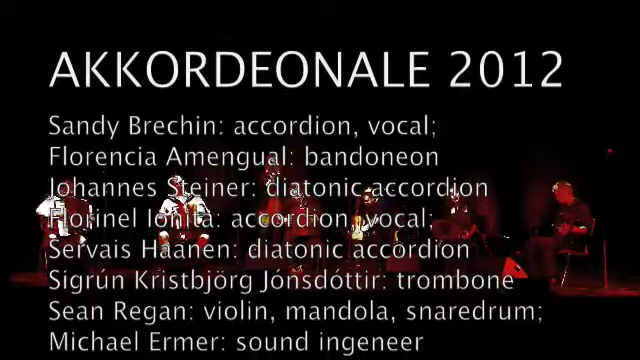 AKKORDEONALE 2012
Sandy Brechin: accordion, vocal;
Florencia Amengual: bandoneon
Johannes Steiner: diatonic accordion
Florinel Ionita: accordion, vocal;
Servais Haanen: diatonic accordion
Sigrún Kristbjörg Jónsdóttir: trombone
Sean Regan: violin, mandola, snaredrum;
Michael Ermer: sound ingeneer